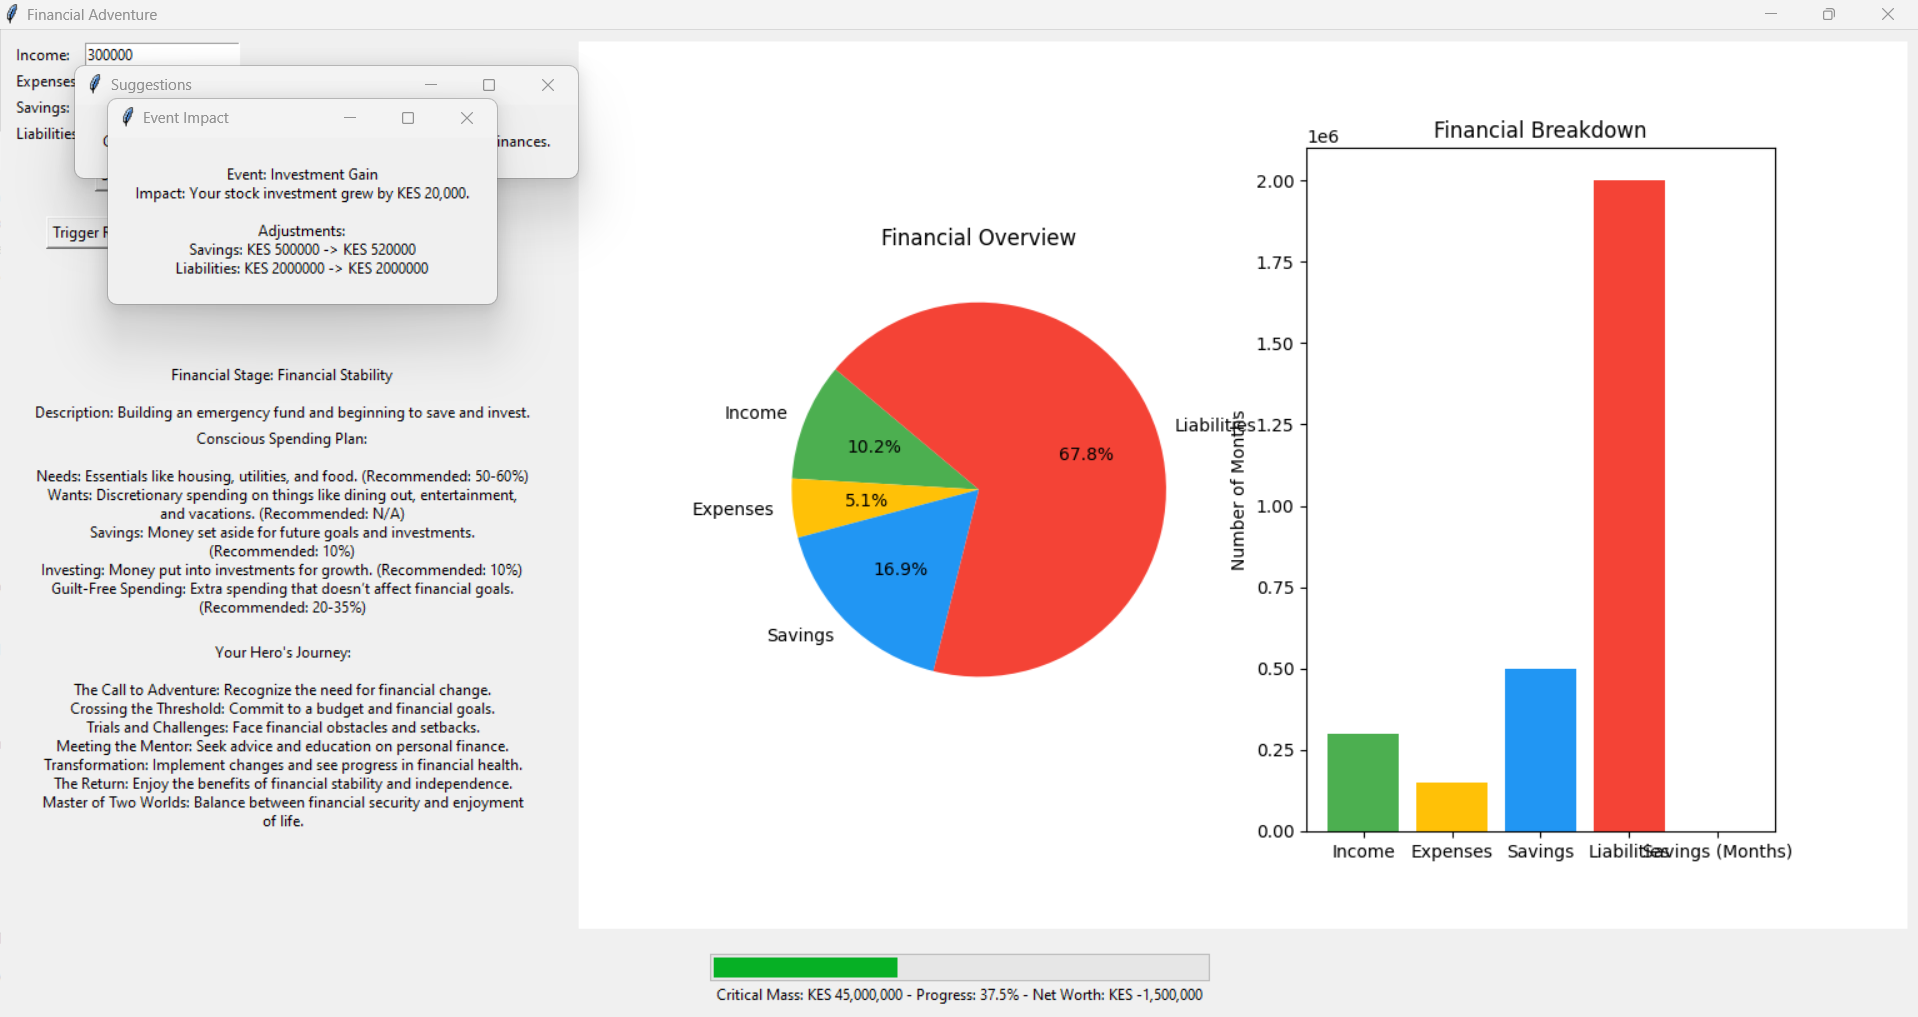 Financial Adventure
Income: 300000
Expenses
Savings:
Liabilities
Suggestions
inances.
Event Impact
Event: Investment Gain
Impact: Your stock investment grew by KES 20,000.
Adjustments:
Savings: KES 500000 -> KES 520000
Liabilities: KES 2000000 -> KES 2000000
Trigger
Financial Stage: Financial Stability
Description: Building an emergency fund and beginning to save and invest.
Conscious Spending Plan:
Needs: Essentials like housing, utilities, and food. (Recommended: 50-60%)
Wants: Discretionary spending on things like dining out, entertainment,
and vacations. (Recommended: N/A)
Savings: Money set aside for future goals and investments.
(Recommended: 10%)
Investing: Money put into investments for growth. (Recommended: 10%)
Guilt-Free Spending: Extra spending that doesn't affect financial goals.
(Recommended: 20-35%)
Your Hero's Journey:
The Call to Adventure: Recognize the need for financial change.
Crossing the Threshold: Commit to a budget and financial goals.
Trials and Challenges: Face financial obstacles and setbacks.
Meeting the Mentor: Seek advice and education on personal finance.
Transformation: Implement changes and see progress in financial health.
The Return: Enjoy the benefits of financial stability and independence.
Master of Two Worlds: Balance between financial security and enjoyment
of life.
Financial Overview
Income
10.2%
Expenses
5.1%
Savings
16.9%
Liabilities
67.8%
Financial Breakdown
1e6
Number of Months
2.00
1.75
1.50
1.25
1.00
0.75
0.50
0.25
0.00
Income
Expenses
Savings
Liabilities
Savings (Months)
Critical Mass: KES 45,000,000 - Progress: 37.5% - Net Worth: KES -1,500,000